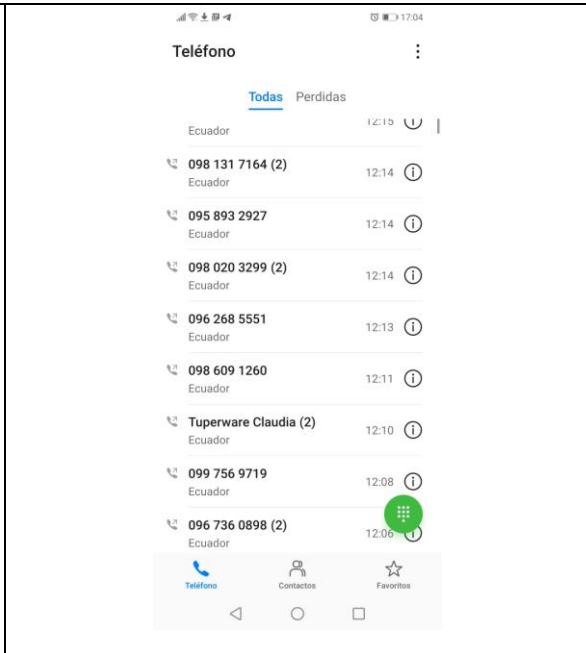 17:04
Teléfono
Todas Perdidas
Ecuador 12:15
098 131 7164 (2)
Ecuador 12:14
095 893 2927
Ecuador 12:14
098 020 3299 (2)
Ecuador 12:14
096 268 5551
Ecuador 12:13
098 609 1260
Ecuador 12:11
Tuperware Claudia (2)
Ecuador 12:10
099 756 9719
Ecuador 12:08
096 736 0898 (2)
Ecuador 12:06
Teléfono Contactos Favoritos